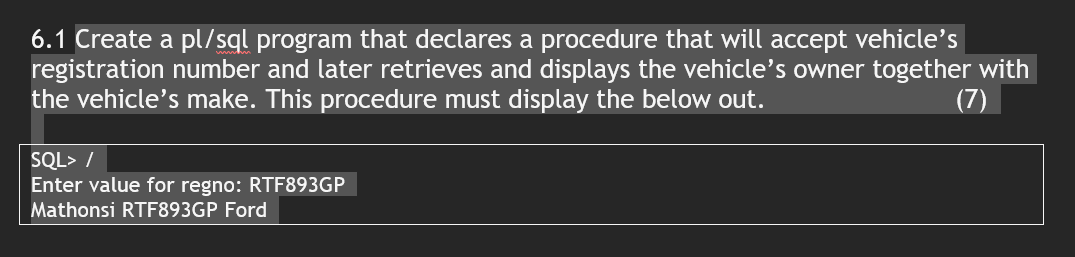 6.1 Create a pl/sql program that declares a procedure that will accept vehicle’s
registration number and later retrieves and displays the vehicle’s owner together with
the vehicle’s make. This procedure must display the below out. (7)
SQL> /
Enter value for regno: RTF893GP
Mathonsi RTF893GP Ford